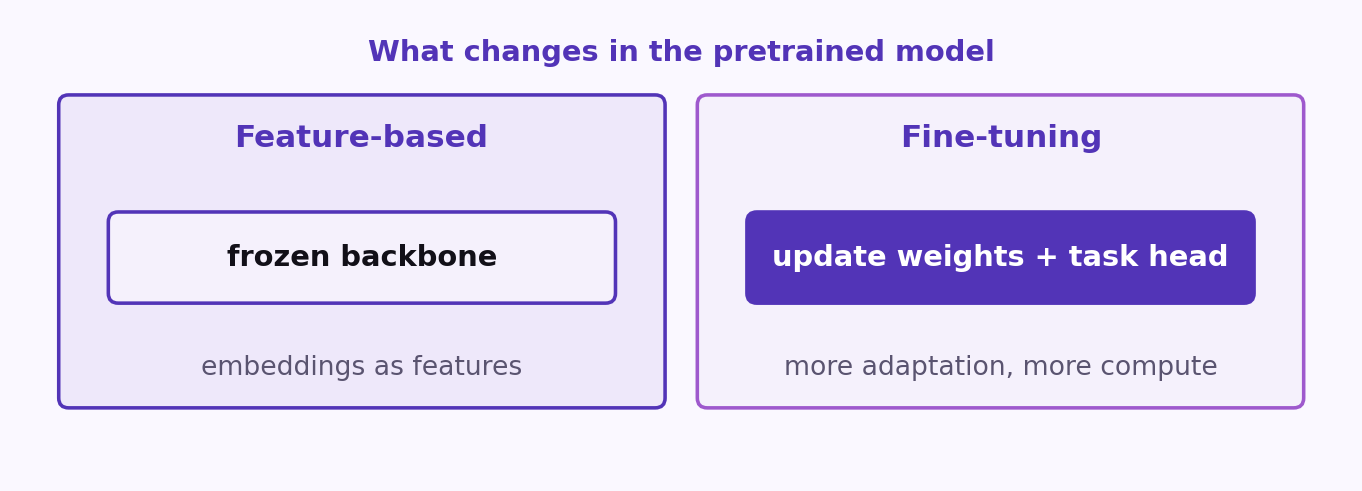 What changes in the pretrained model
Feature-based
frozen backbone
embeddings as features
Fine-tuning
update weights + task head
more adaptation, more compute